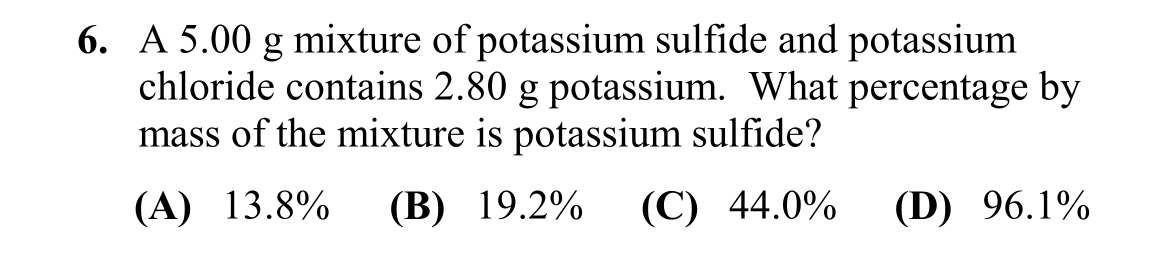 6. A 5.00 g mixture of potassium sulfide and potassium
chloride contains 2.80 g potassium. What percentage by
mass of the mixture is potassium sulfide?
(A) 13.8% (B) 19.2% (C) 44.0% (D) 96.1%